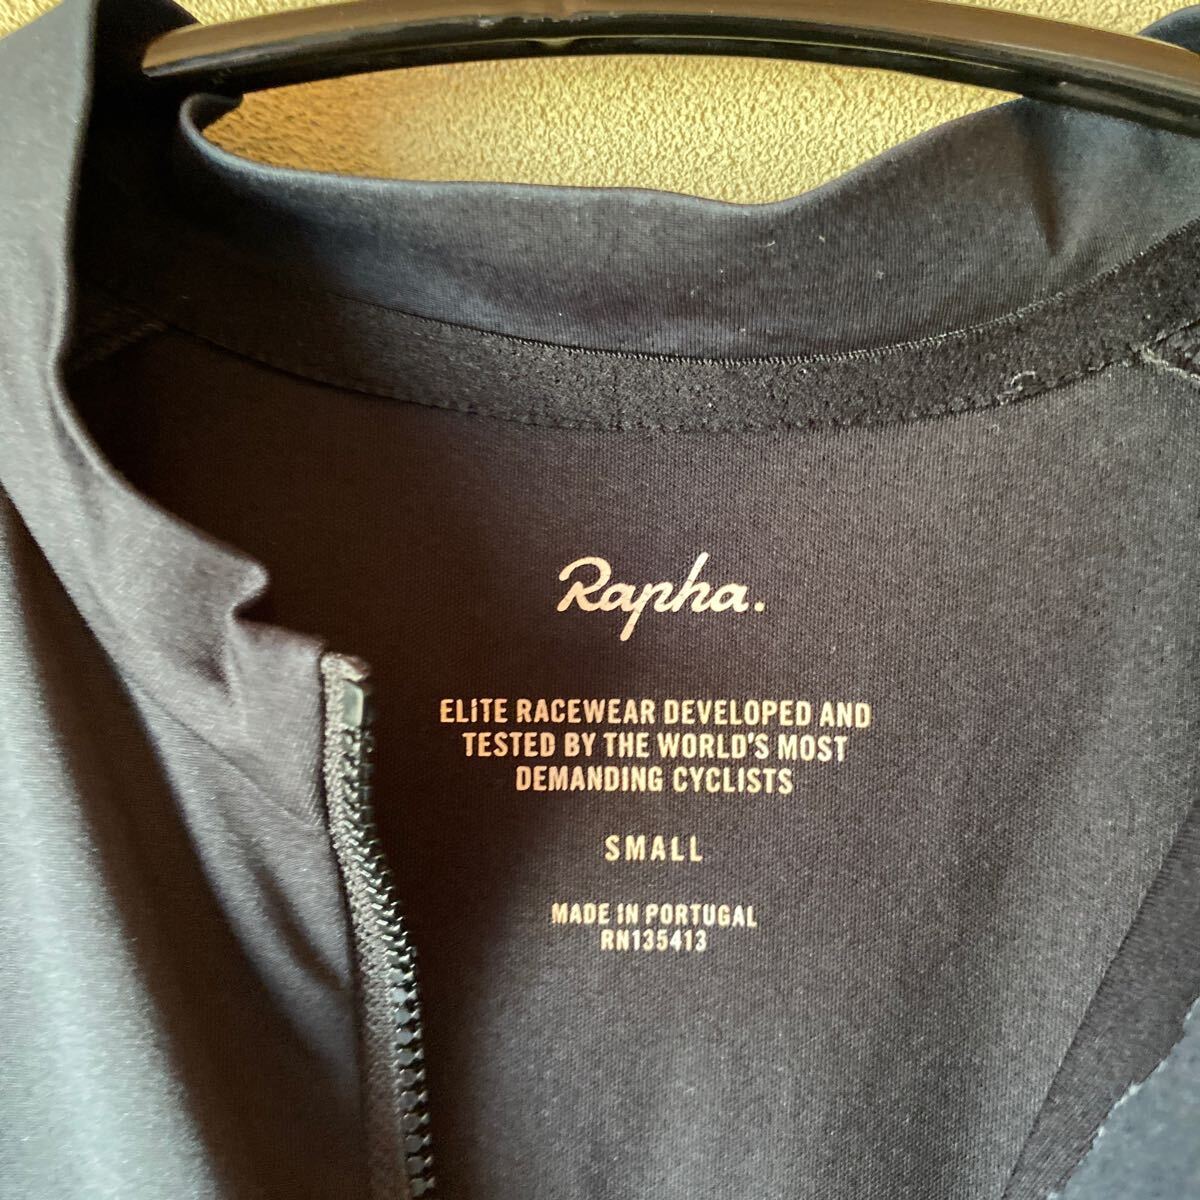 Rapha.
ELITE RACEWEAR DEVELOPED AND
TESTED BY THE WORLD'S MOST
DEMANDING CYCLISTS
SMALL
MADE IN PORTUGAL
RN135413